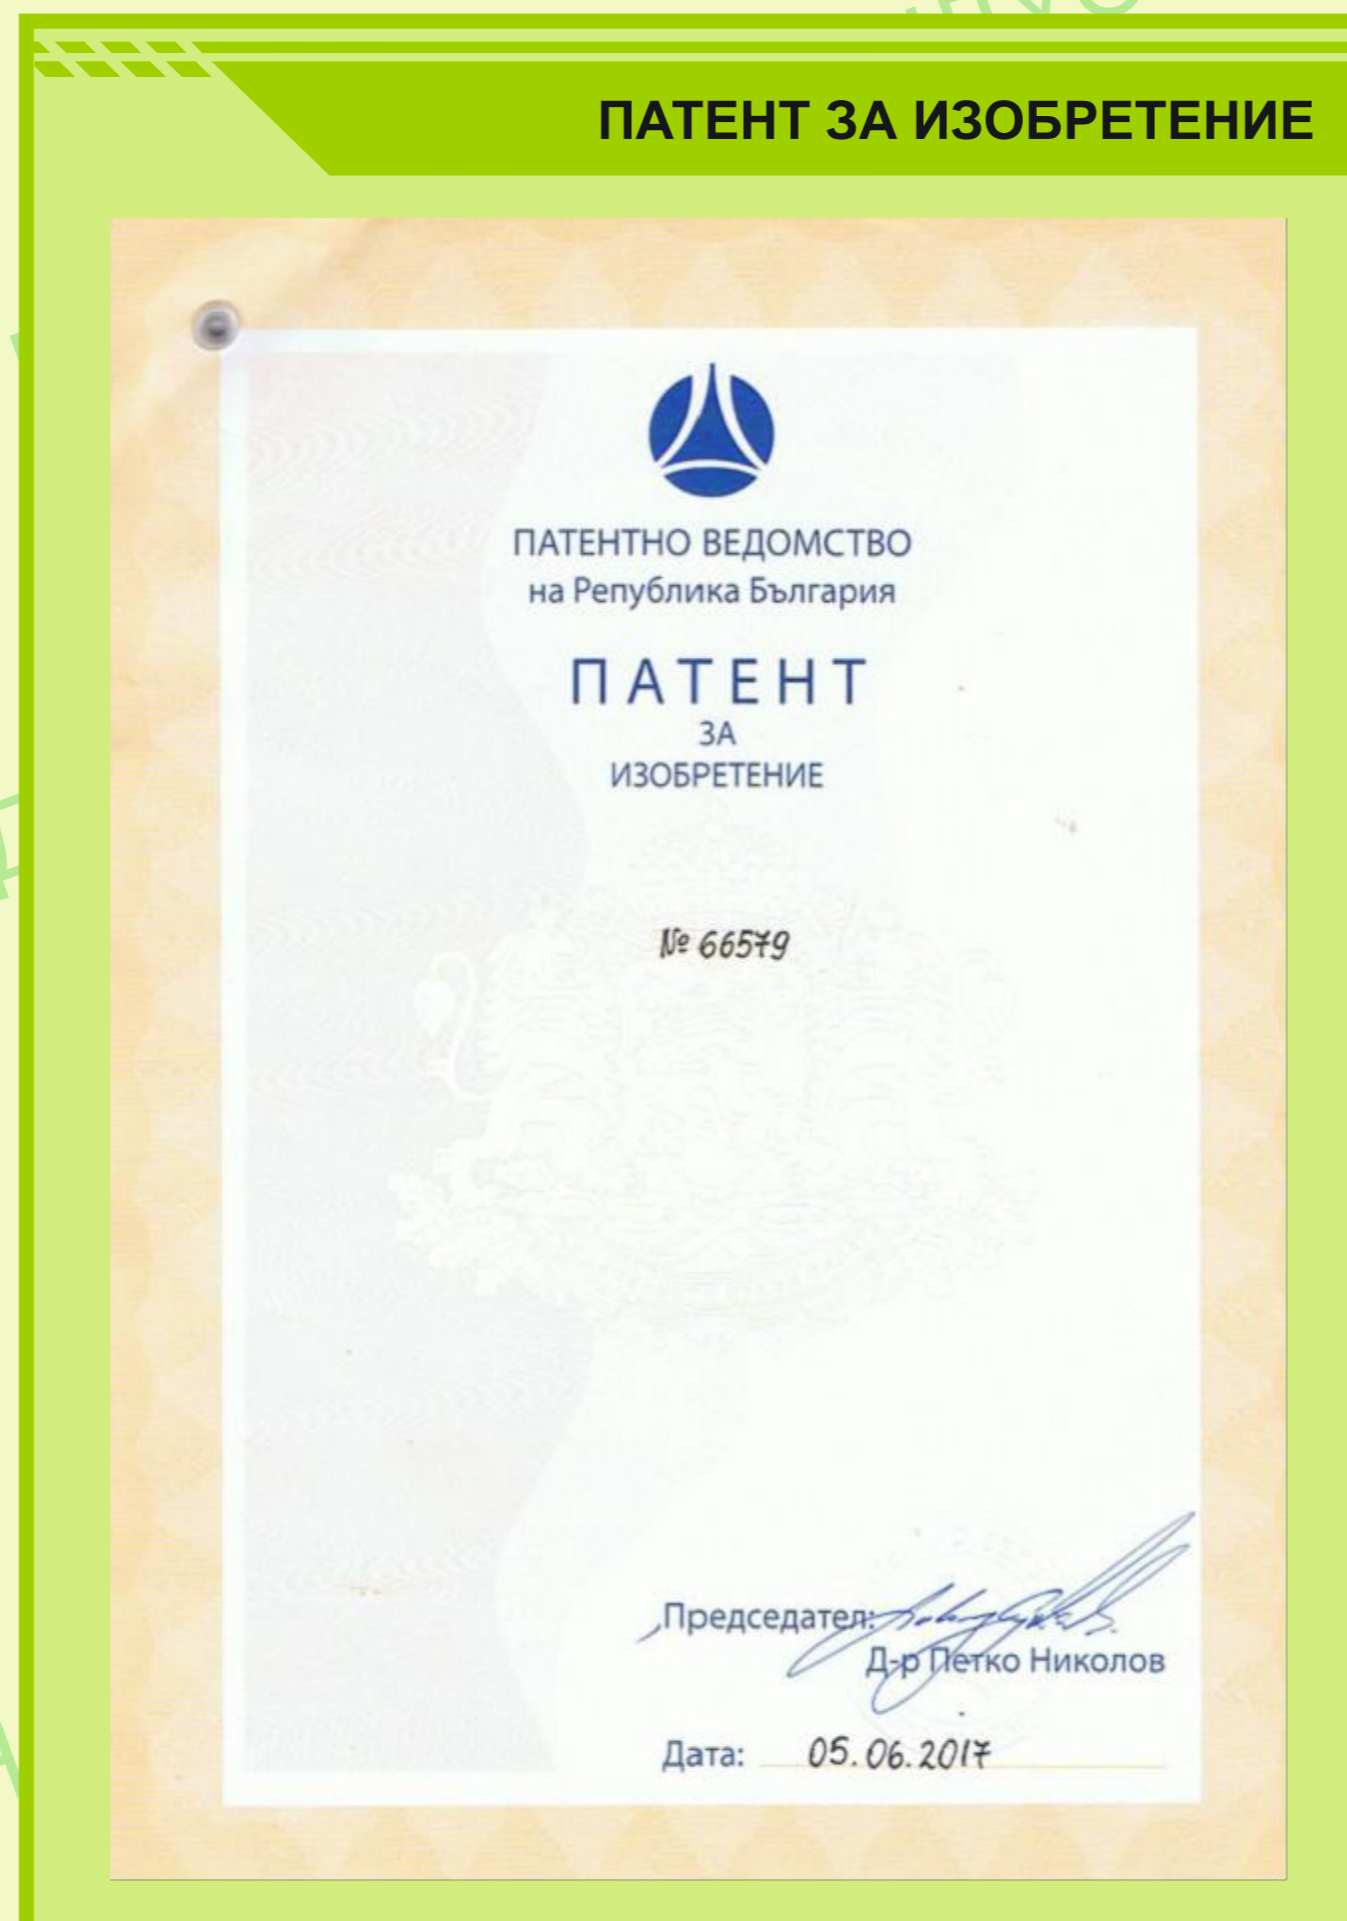 ПАТЕНТ ЗА ИЗОБРЕТЕНИЕ
ПАТЕНТНО ВЕДОМСТВО
на Република България
ПАТЕНТ
ЗА
ИЗОБРЕТЕНИЕ
№ 66579
Председател:
Д-р Петко Николов
Дата: 05.06.2017